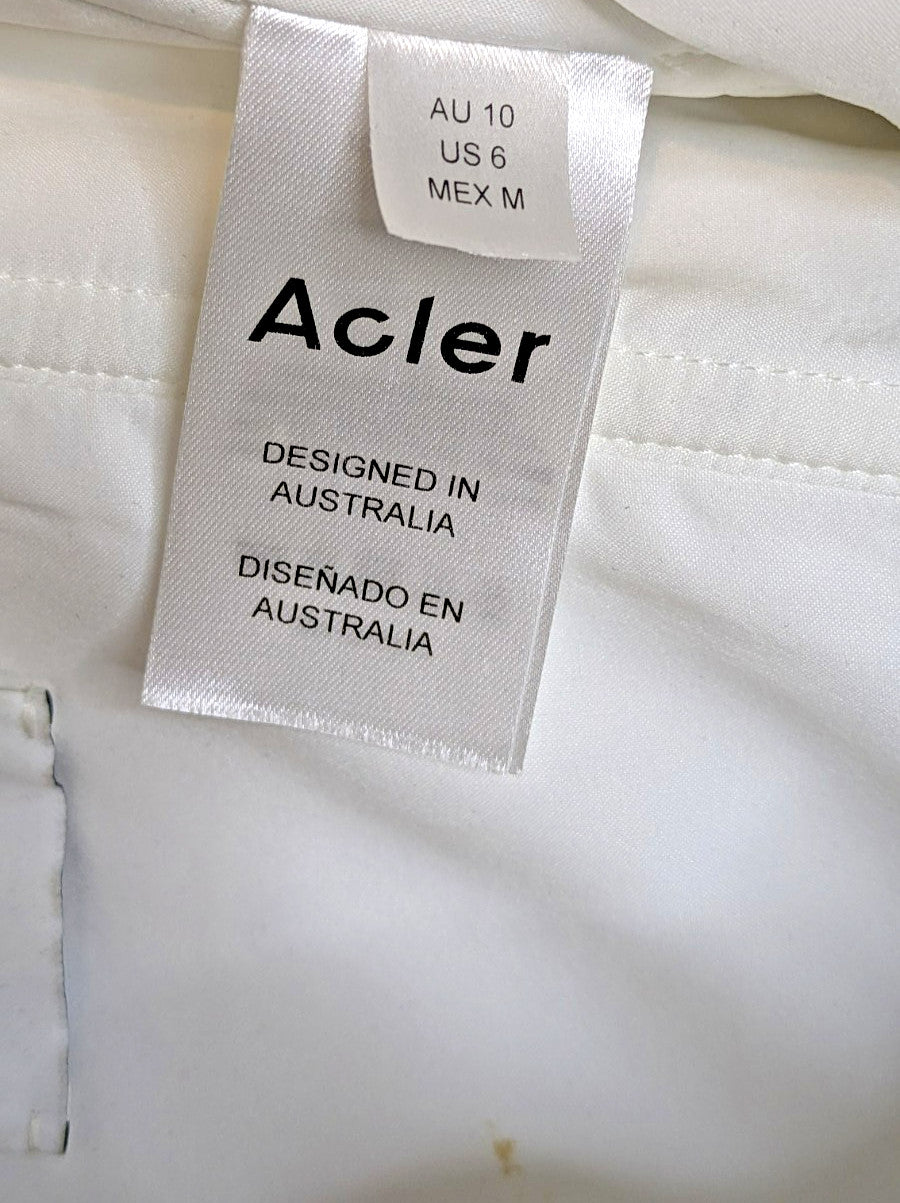 AU 10
US 6
MEX M
Acler
DESIGNED IN
AUSTRALIA
DISEÑADO EN
AUSTRALIA